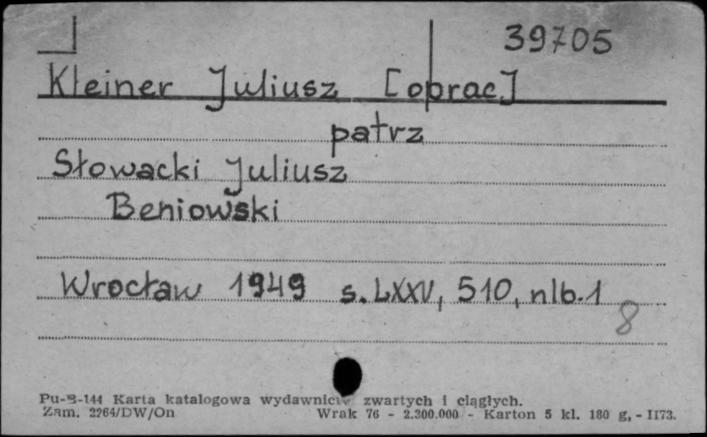 39705
Kleiner Juliusz [oprac]
patrz
Słowacki Juliusz
Beniowski
Wrocław 1949 s. LXXV, 510, nlb. 1
8
Pu-B-144 Karta katalogowa wydawnictw zwartych i ciągłych.
Zam. 2264/DW/On Wrak 76 - 2.300.000 - Karton 5 kl. 180 g, - II73.